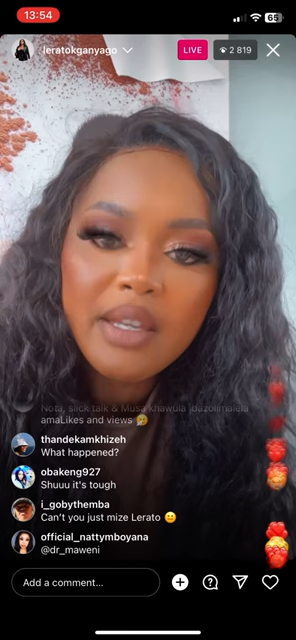 13:54
65
leratokganyago
LIVE
2 819
Nota, slick talk & Musa khawula bazolimalela
amaLikes and views
thandekamkhizeh
What happened?
obakeng927
Shuuu it's tough
i_gobythemba
Can't you just mize Lerato 😐
official_nattymboyana
@dr_maweni
Add a comment...